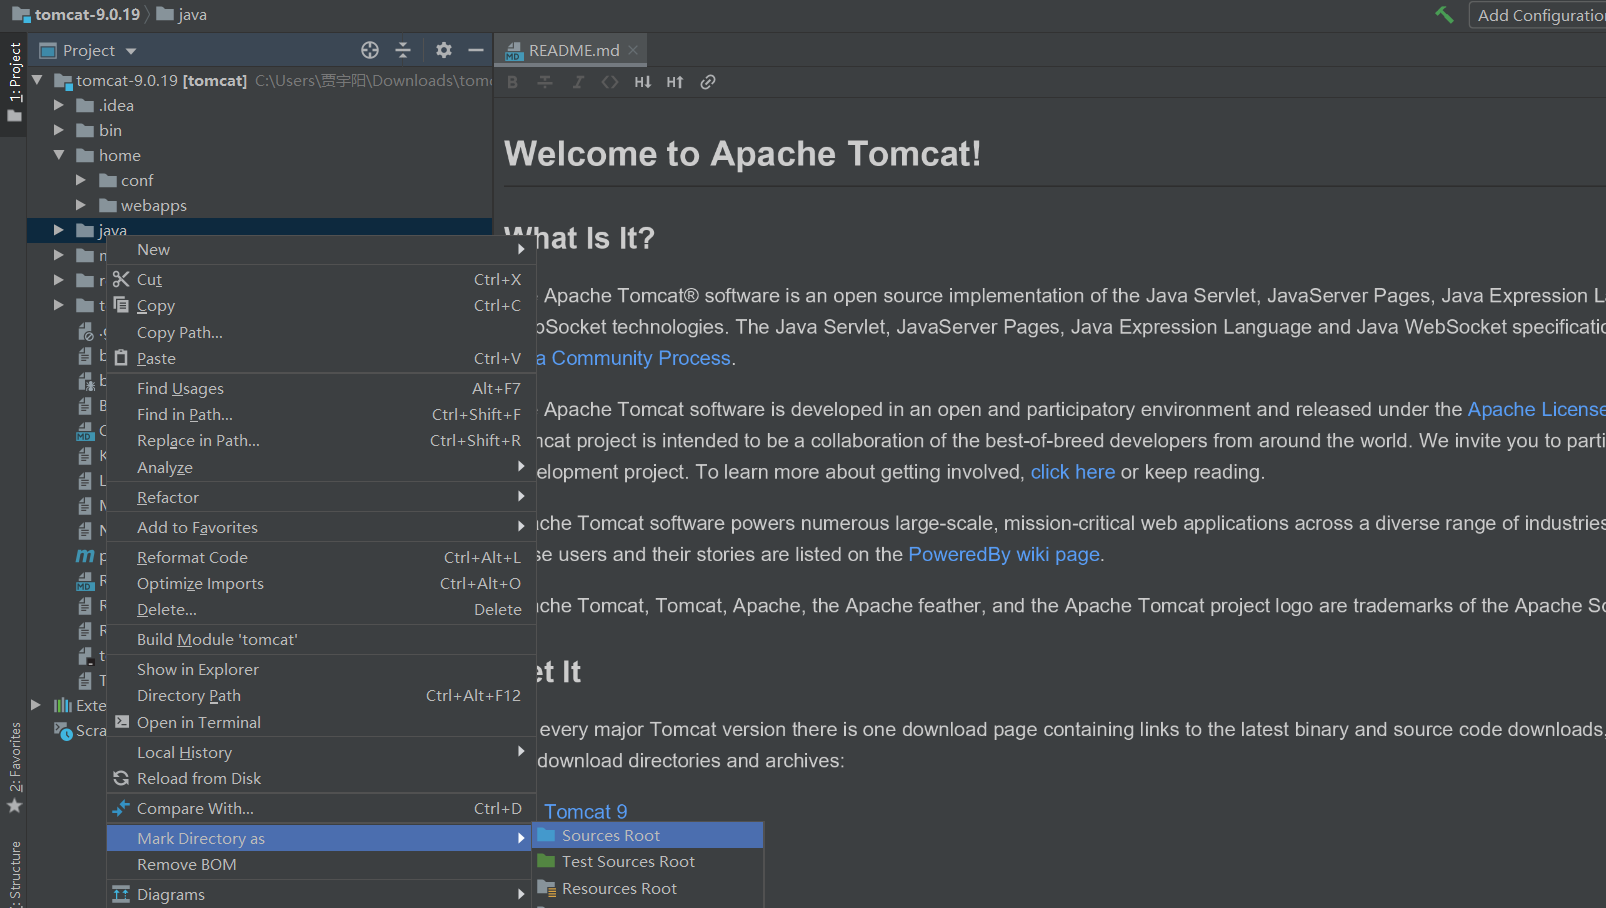 tomcat-9.0.19 java
Add Configuration
1: Project
Project
README.md
tomcat-9.0.19 [tomcat] C:\Users\贾宇阳\Downloads\tomc
.idea
bin
home
conf
webapps
java
Exte
Scra
2: Favorites
Structure
New
Cut Ctrl+X
Copy Ctrl+C
Copy Path...
Paste Ctrl+V
Find Usages Alt+F7
Find in Path... Ctrl+Shift+F
Replace in Path... Ctrl+Shift+R
Analyze
Refactor
Add to Favorites
Reformat Code Ctrl+Alt+L
Optimize Imports Ctrl+Alt+O
Delete... Delete
Build Module 'tomcat'
Show in Explorer
Directory Path Ctrl+Alt+F12
Open in Terminal
Local History
Reload from Disk
Compare With... Ctrl+D
Mark Directory as
Remove BOM
Diagrams
Sources Root
Test Sources Root
Resources Root
Welcome to Apache Tomcat!
What Is It?
Apache Tomcat® software is an open source implementation of the Java Servlet, JavaServer Pages, Java Expression La
oSocket technologies. The Java Servlet, JavaServer Pages, Java Expression Language and Java WebSocket specificatio
a Community Process.
Apache Tomcat software is developed in an open and participatory environment and released under the Apache License
mcat project is intended to be a collaboration of the best-of-breed developers from around the world. We invite you to parti
elopment project. To learn more about getting involved, click here or keep reading.
che Tomcat software powers numerous large-scale, mission-critical web applications across a diverse range of industries
se users and their stories are listed on the PoweredBy wiki page.
che Tomcat, Tomcat, Apache, the Apache feather, and the Apache Tomcat project logo are trademarks of the Apache So
et It
every major Tomcat version there is one download page containing links to the latest binary and source code downloads,
download directories and archives:
Tomcat 9